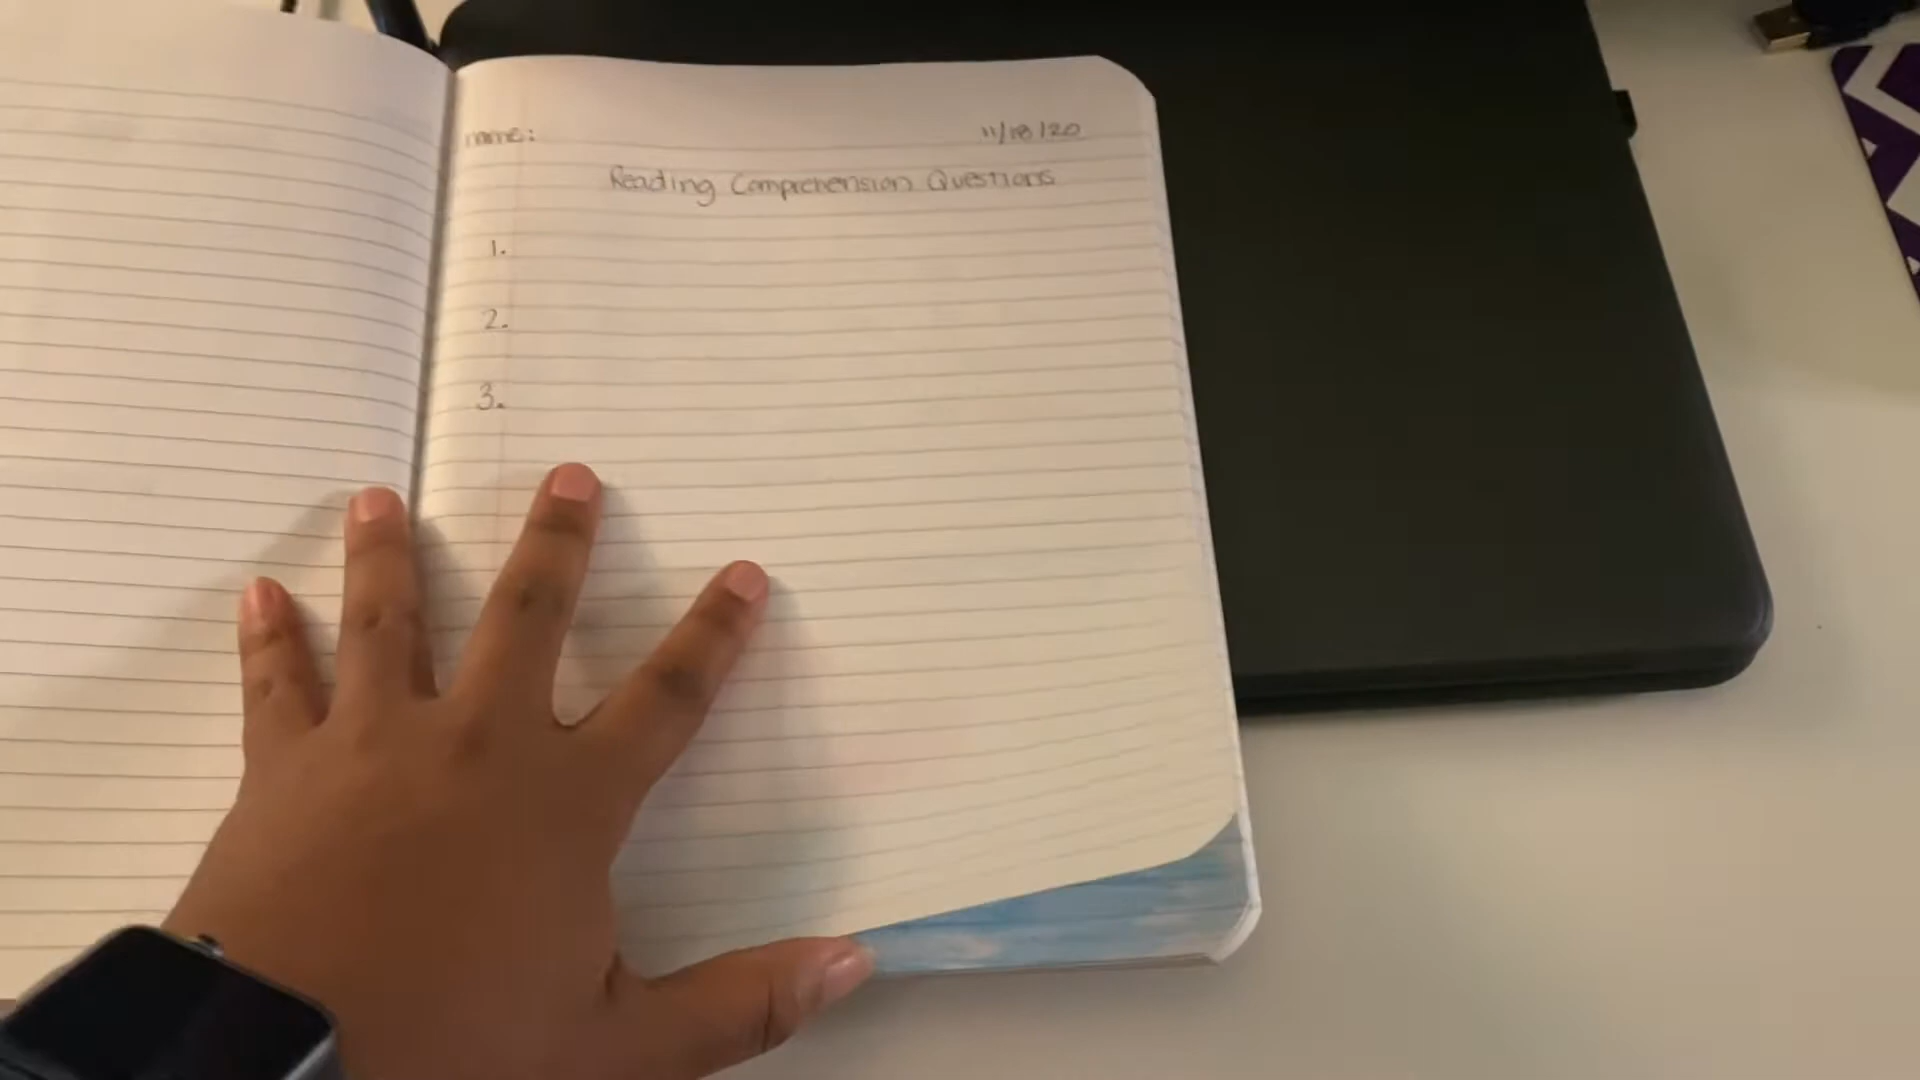 name: 11/18/20
Reading Comprehension Questions
1.
2.
3.